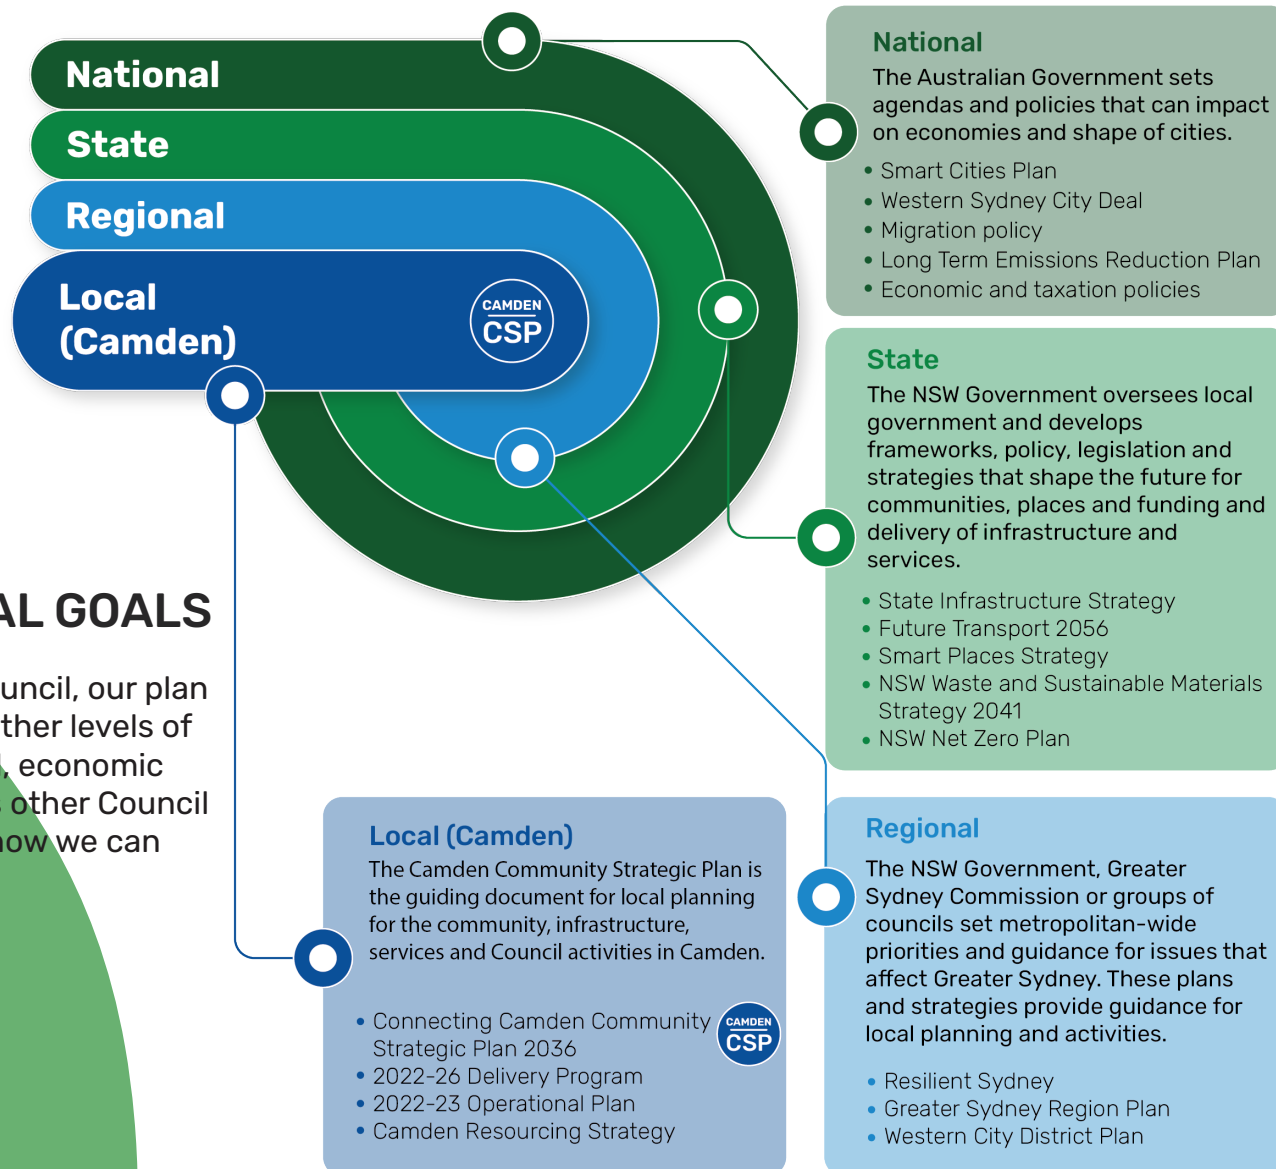 National
State
Regional
Local
(Camden)
CAMDEN
CSP
National
The Australian Government sets
agendas and policies that can impact
on economies and shape of cities.
• Smart Cities Plan
• Western Sydney City Deal
• Migration policy
• Long Term Emissions Reduction Plan
• Economic and taxation policies
State
The NSW Government oversees local
government and develops
frameworks, policy, legislation and
strategies that shape the future for
communities, places and funding and
delivery of infrastructure and
services.
• State Infrastructure Strategy
• Future Transport 2056
• Smart Places Strategy
• NSW Waste and Sustainable Materials
Strategy 2041
• NSW Net Zero Plan
GOALS
our plan
levels of
economic
other Council
how we can
Local (Camden)
The Camden Community Strategic Plan is
the guiding document for local planning
for the community, infrastructure,
services and Council activities in Camden.
• Connecting Camden Community
Strategic Plan 2036
• 2022-26 Delivery Program
• 2022-23 Operational Plan
• Camden Resourcing Strategy
CAMDEN
CSP
Regional
The NSW Government, Greater
Sydney Commission or groups of
councils set metropolitan-wide
priorities and guidance for issues that
affect Greater Sydney. These plans
and strategies provide guidance for
local planning and activities.
• Resilient Sydney
• Greater Sydney Region Plan
• Western City District Plan